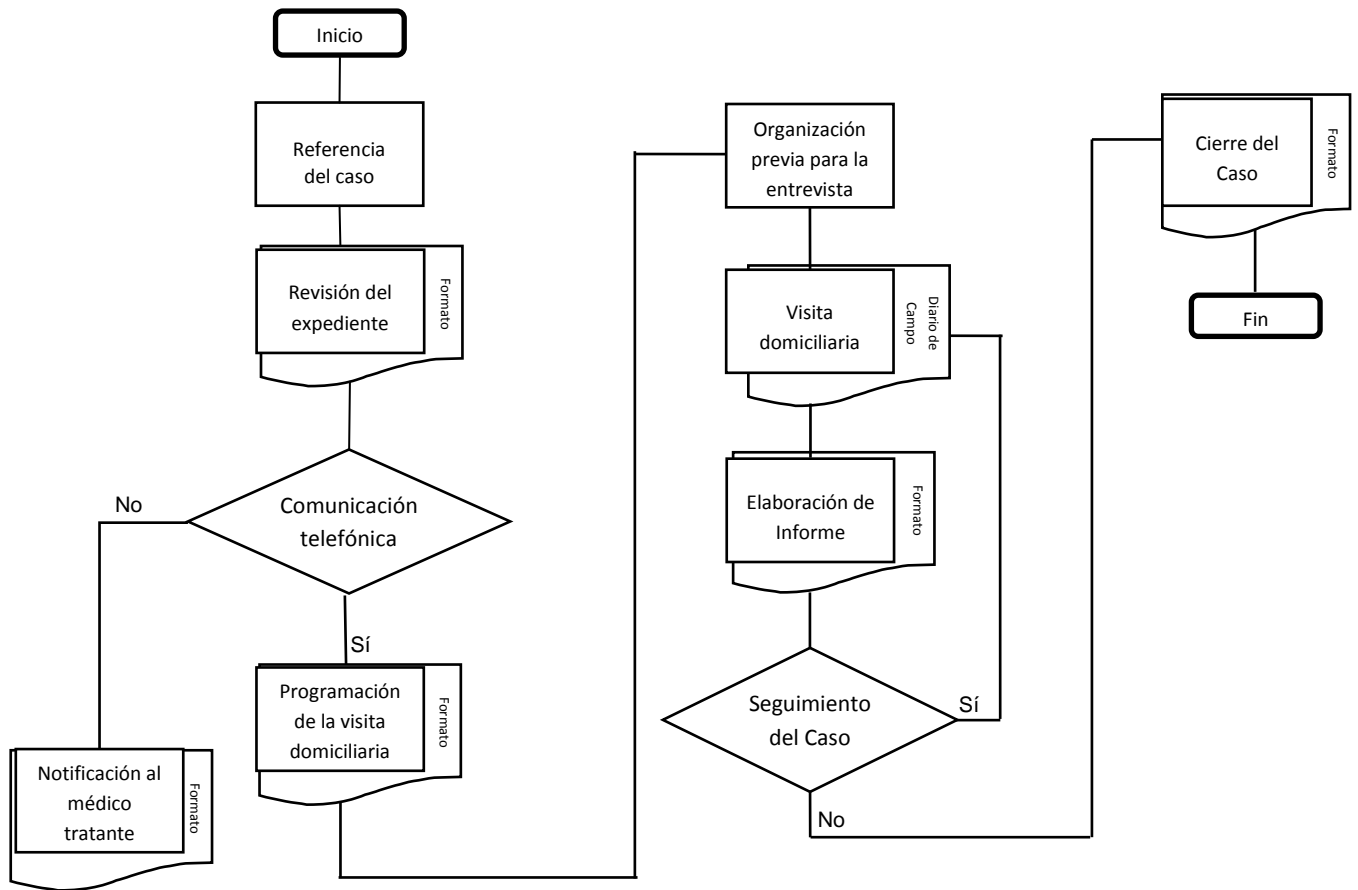 Inicio
Referencia
del caso
Revisión del
expediente
Formato
Comunicación
telefónica
No
Sí
Programación
de la visita
domiciliaria
Formato
Notificación al
médico
tratante
Formato
Organización
previa para la
entrevista
Visita
domiciliaria
Diario de
Campo
Elaboración de
Informe
Formato
Seguimiento
del Caso
Sí
No
Cierre del
Caso
Formato
Fin